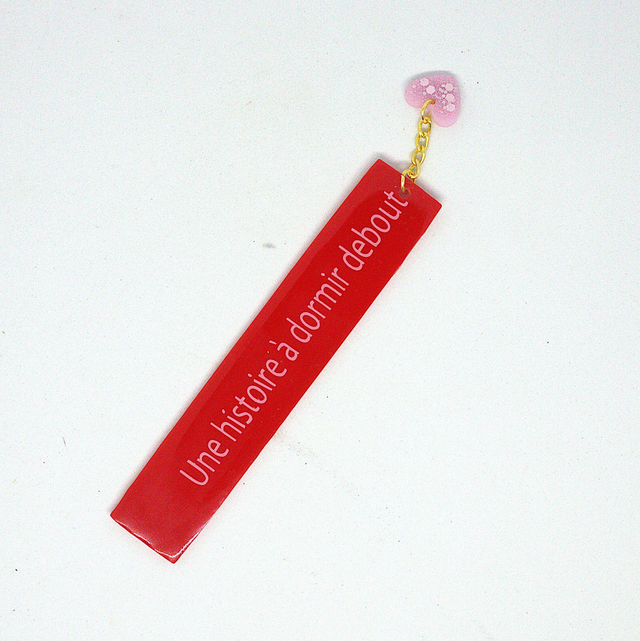 Une histoire à dormir debout